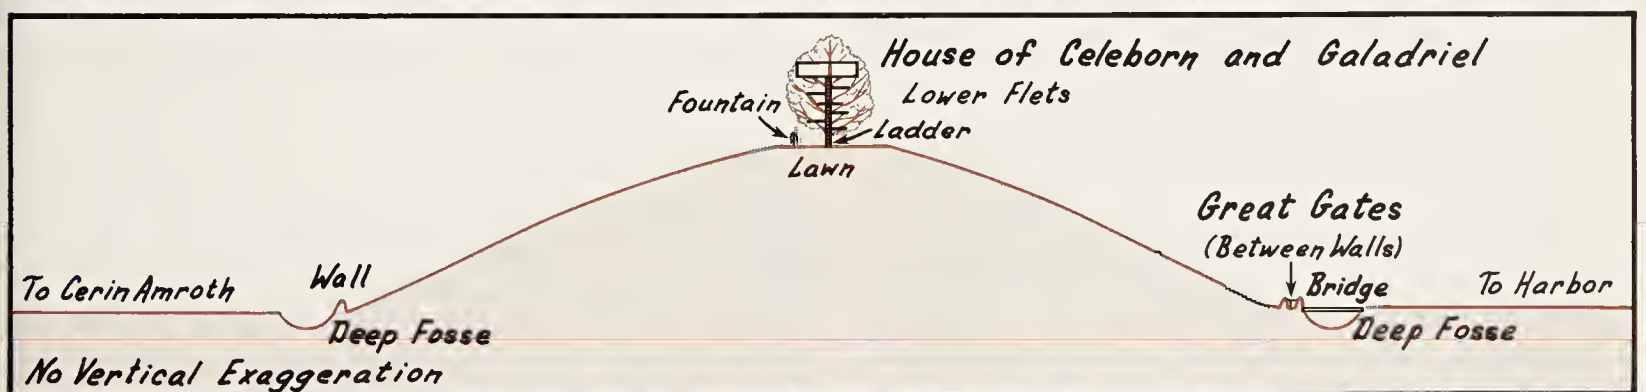 House of Celeborn and Galadriel
Lower Flets
Fountain
Ladder
Lawn
Great Gates
(Between Walls)
Wall
Bridge
To Cerin Amroth
To Harbor
Deep Fosse
Deep Fosse
No Vertical Exaggeration